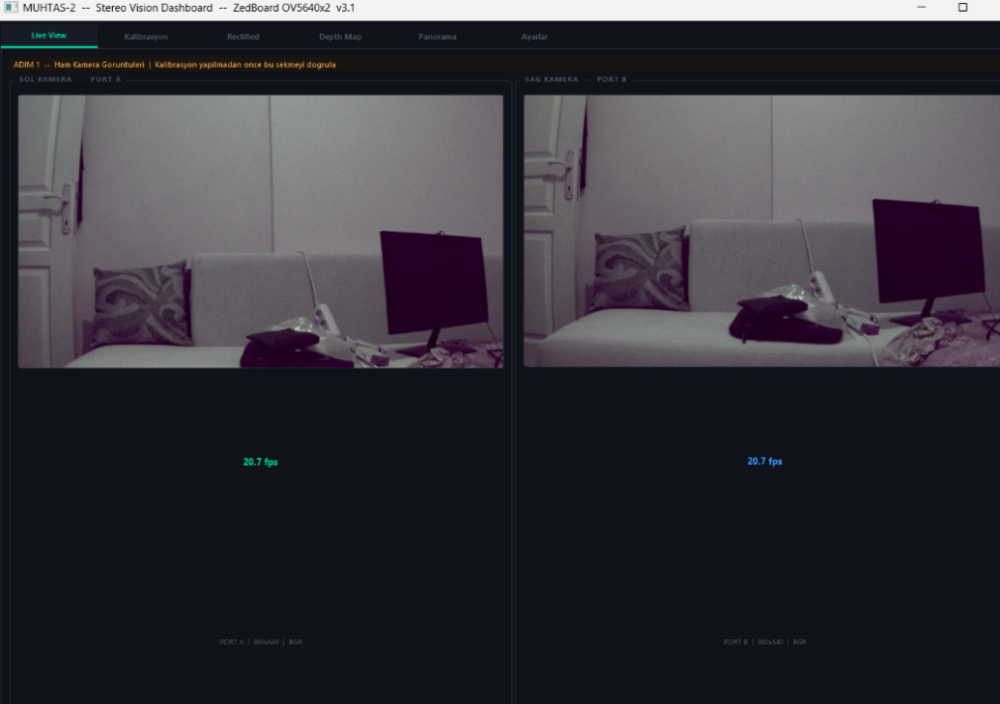 MUHTAS-2 -- Stereo Vision Dashboard -- ZedBoard OV5640x2 v3.1
Live View Kalibrasyon Rectified Depth Map Panorama Ayarlar
ADIM 1 -- Ham Kamera Goruntuleri | Kalibrasyon yapilmadan once bu sekmeyi dogrula
SOL KAMERA -- PORT A
SAG KAMERA -- PORT B
20.7 fps
20.7 fps
PORT A | 960x540 | BGR
PORT B | 960x540 | BGR